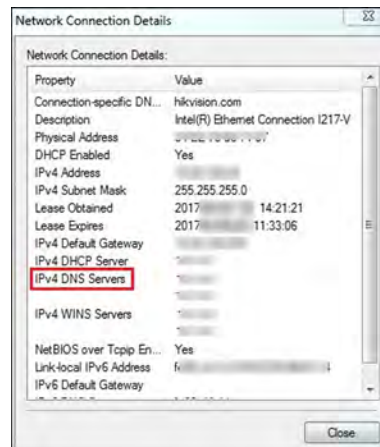 Network Connection Details
Network Connection Details:
Property Value
Connection-specific DN... hikvision.com
Description Intel(R) Ethernet Connection I217-V
Physical Address
DHCP Enabled Yes
IPv4 Address
IPv4 Subnet Mask 255.255.255.0
Lease Obtained 2017 14:21:21
Lease Expires 2017 11:33:06
IPv4 Default Gateway
IPv4 DHCP Server
IPv4 DNS Servers
IPv4 WINS Servers
NetBIOS over Tcpip En... Yes
Link-local IPv6 Address
IPv6 Default Gateway
Close